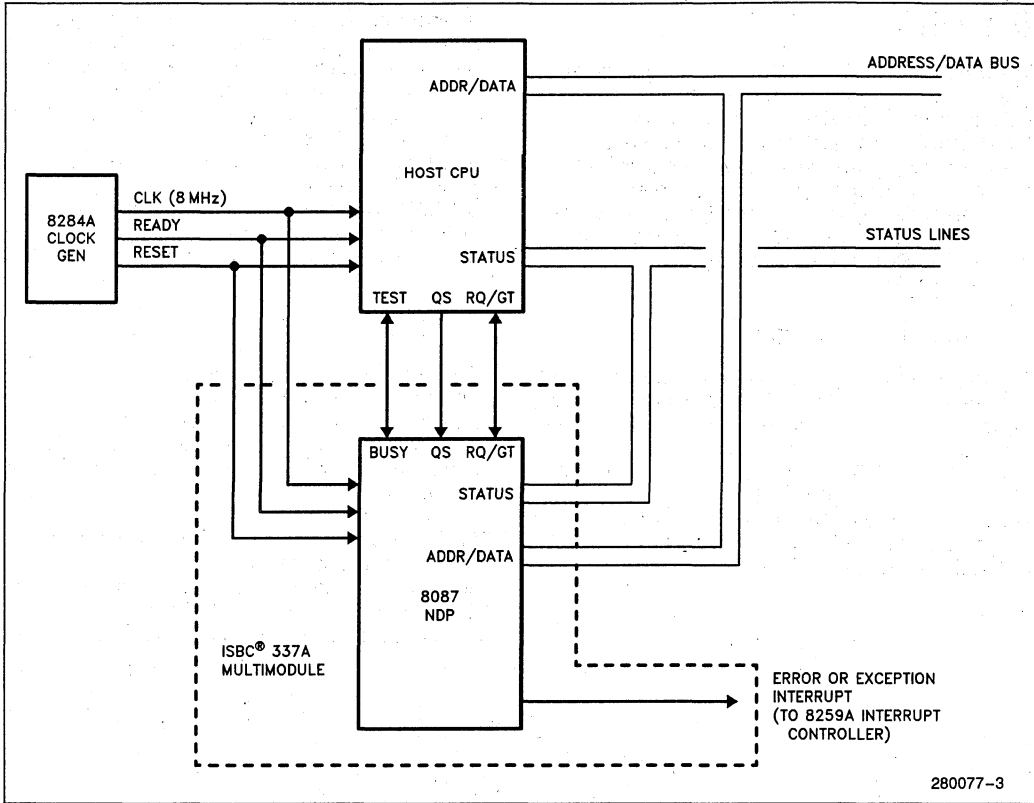 ADDRESS/DATA BUS
ADDR/DATA
HOST CPU
8284A
CLOCK
GEN
CLK (8 MHz)
READY
RESET
STATUS LINES
STATUS
TEST QS RQ/GT
BUSY QS RQ/GT
STATUS
ADDR/DATA
8087
NDP
ISBC® 337A
MULTIMODULE
ERROR OR EXCEPTION
INTERRUPT
(TO 8259A INTERRUPT
CONTROLLER)
280077-3